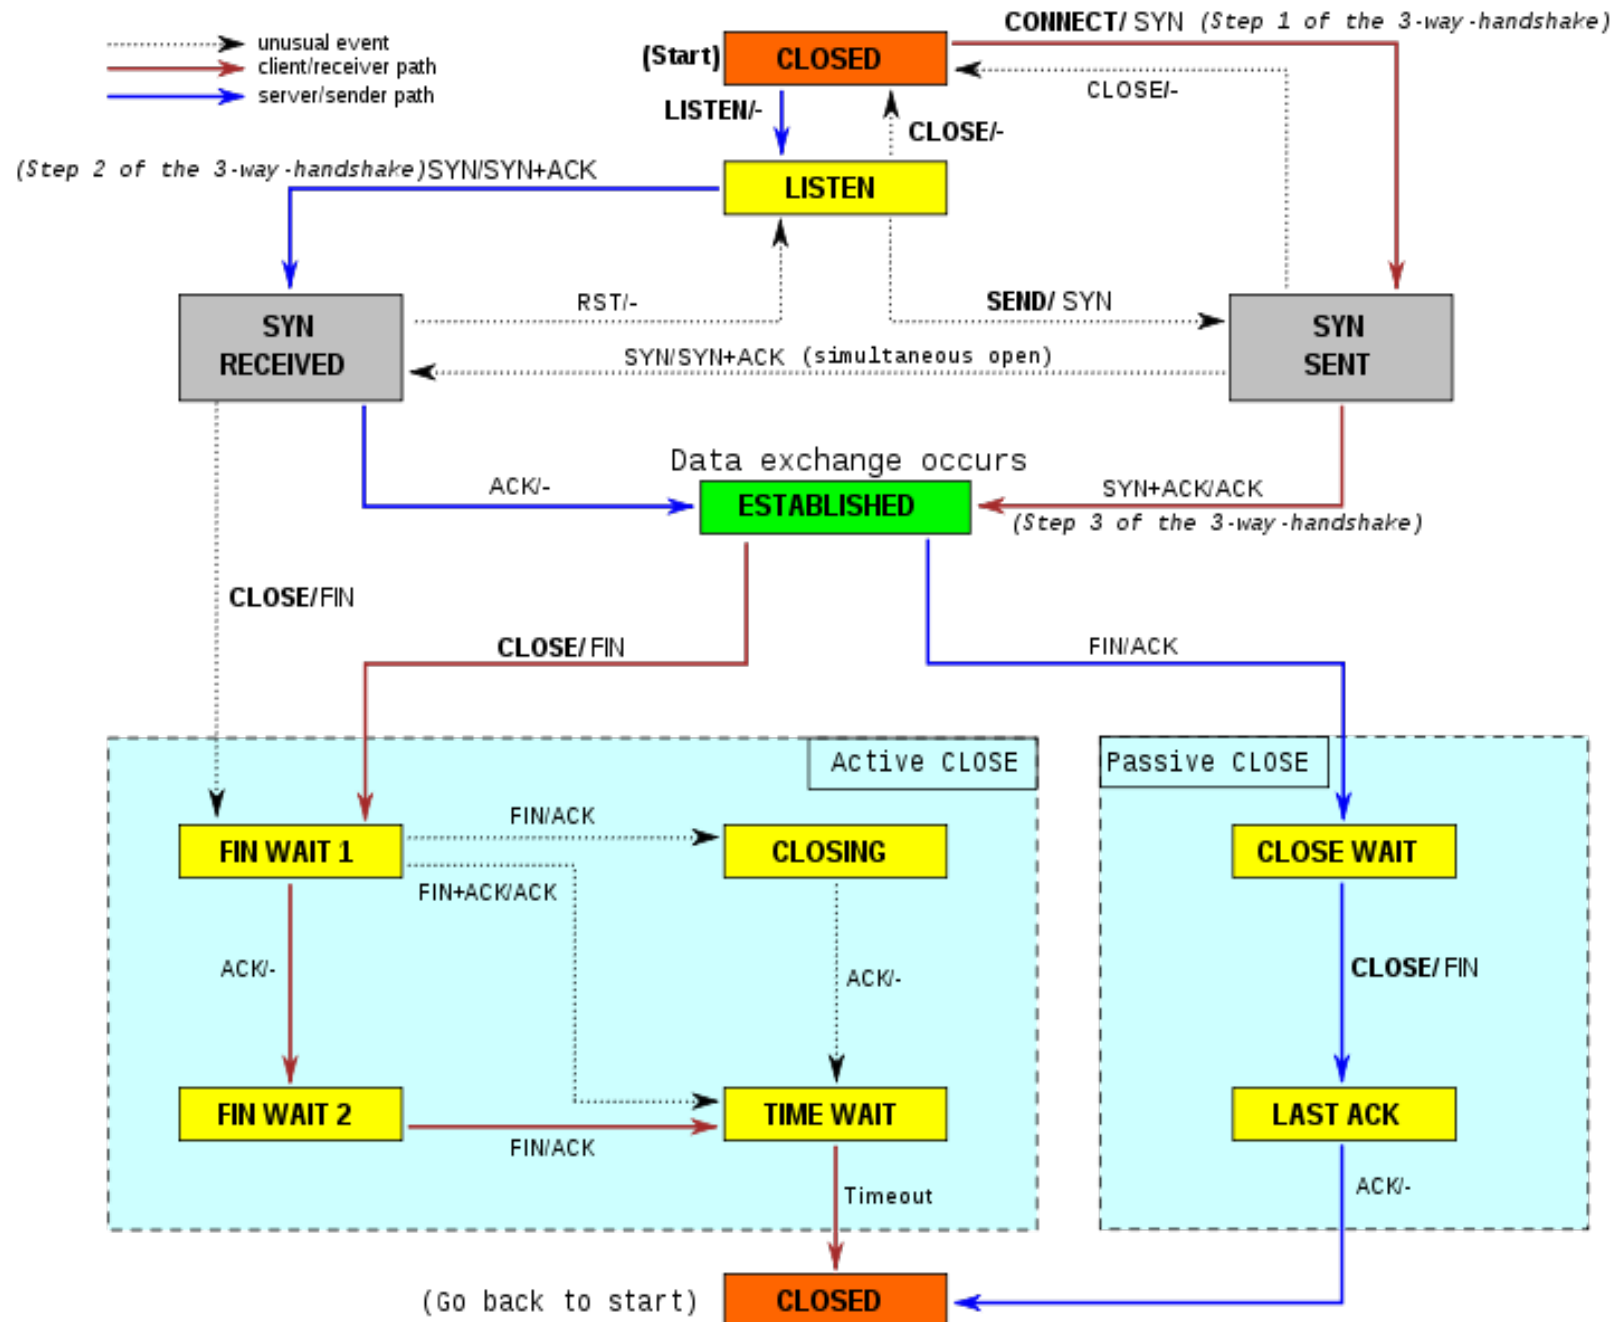 CONNECT/ SYN (Step 1 of the 3-way-handshake)
unusual event
client/receiver path
server/sender path
(Start)
CLOSED
CLOSE/-
LISTEN/-
CLOSE/-
(Step 2 of the 3-way-handshake)SYN/SYN+ACK
LISTEN
RST/-
SEND/ SYN
SYN
RECEIVED
SYN
SENT
SYN/SYN+ACK (simultaneous open)
Data exchange occurs
ACK/-
ESTABLISHED
SYN+ACK/ACK
(Step 3 of the 3-way-handshake)
CLOSE/FIN
CLOSE/ FIN
FIN/ACK
Active CLOSE
Passive CLOSE
FIN/ACK
FIN WAIT 1
CLOSING
CLOSE WAIT
FIN+ACK/ACK
ACK/-
ACK/-
CLOSE/ FIN
FIN WAIT 2
TIME WAIT
LAST ACK
FIN/ACK
Timeout
ACK/-
(Go back to start)
CLOSED